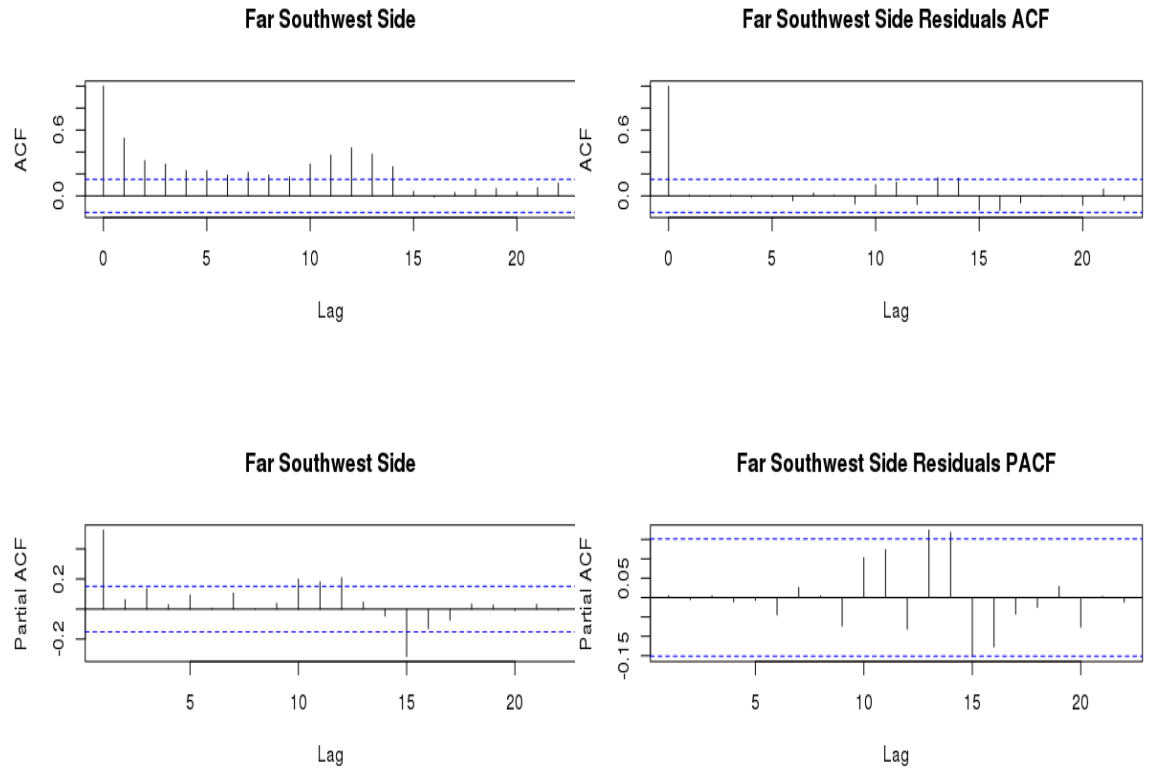 Far Southwest Side
ACF
0.0 0.6
0 5 10 15 20
Lag
Far Southwest Side Residuals ACF
ACF
0.0 0.6
0 5 10 15 20
Lag
Far Southwest Side
Partial ACF
-0.2 0.2
5 10 15 20
Lag
Far Southwest Side Residuals PACF
Partial ACF
-0.15 0.05
5 10 15 20
Lag